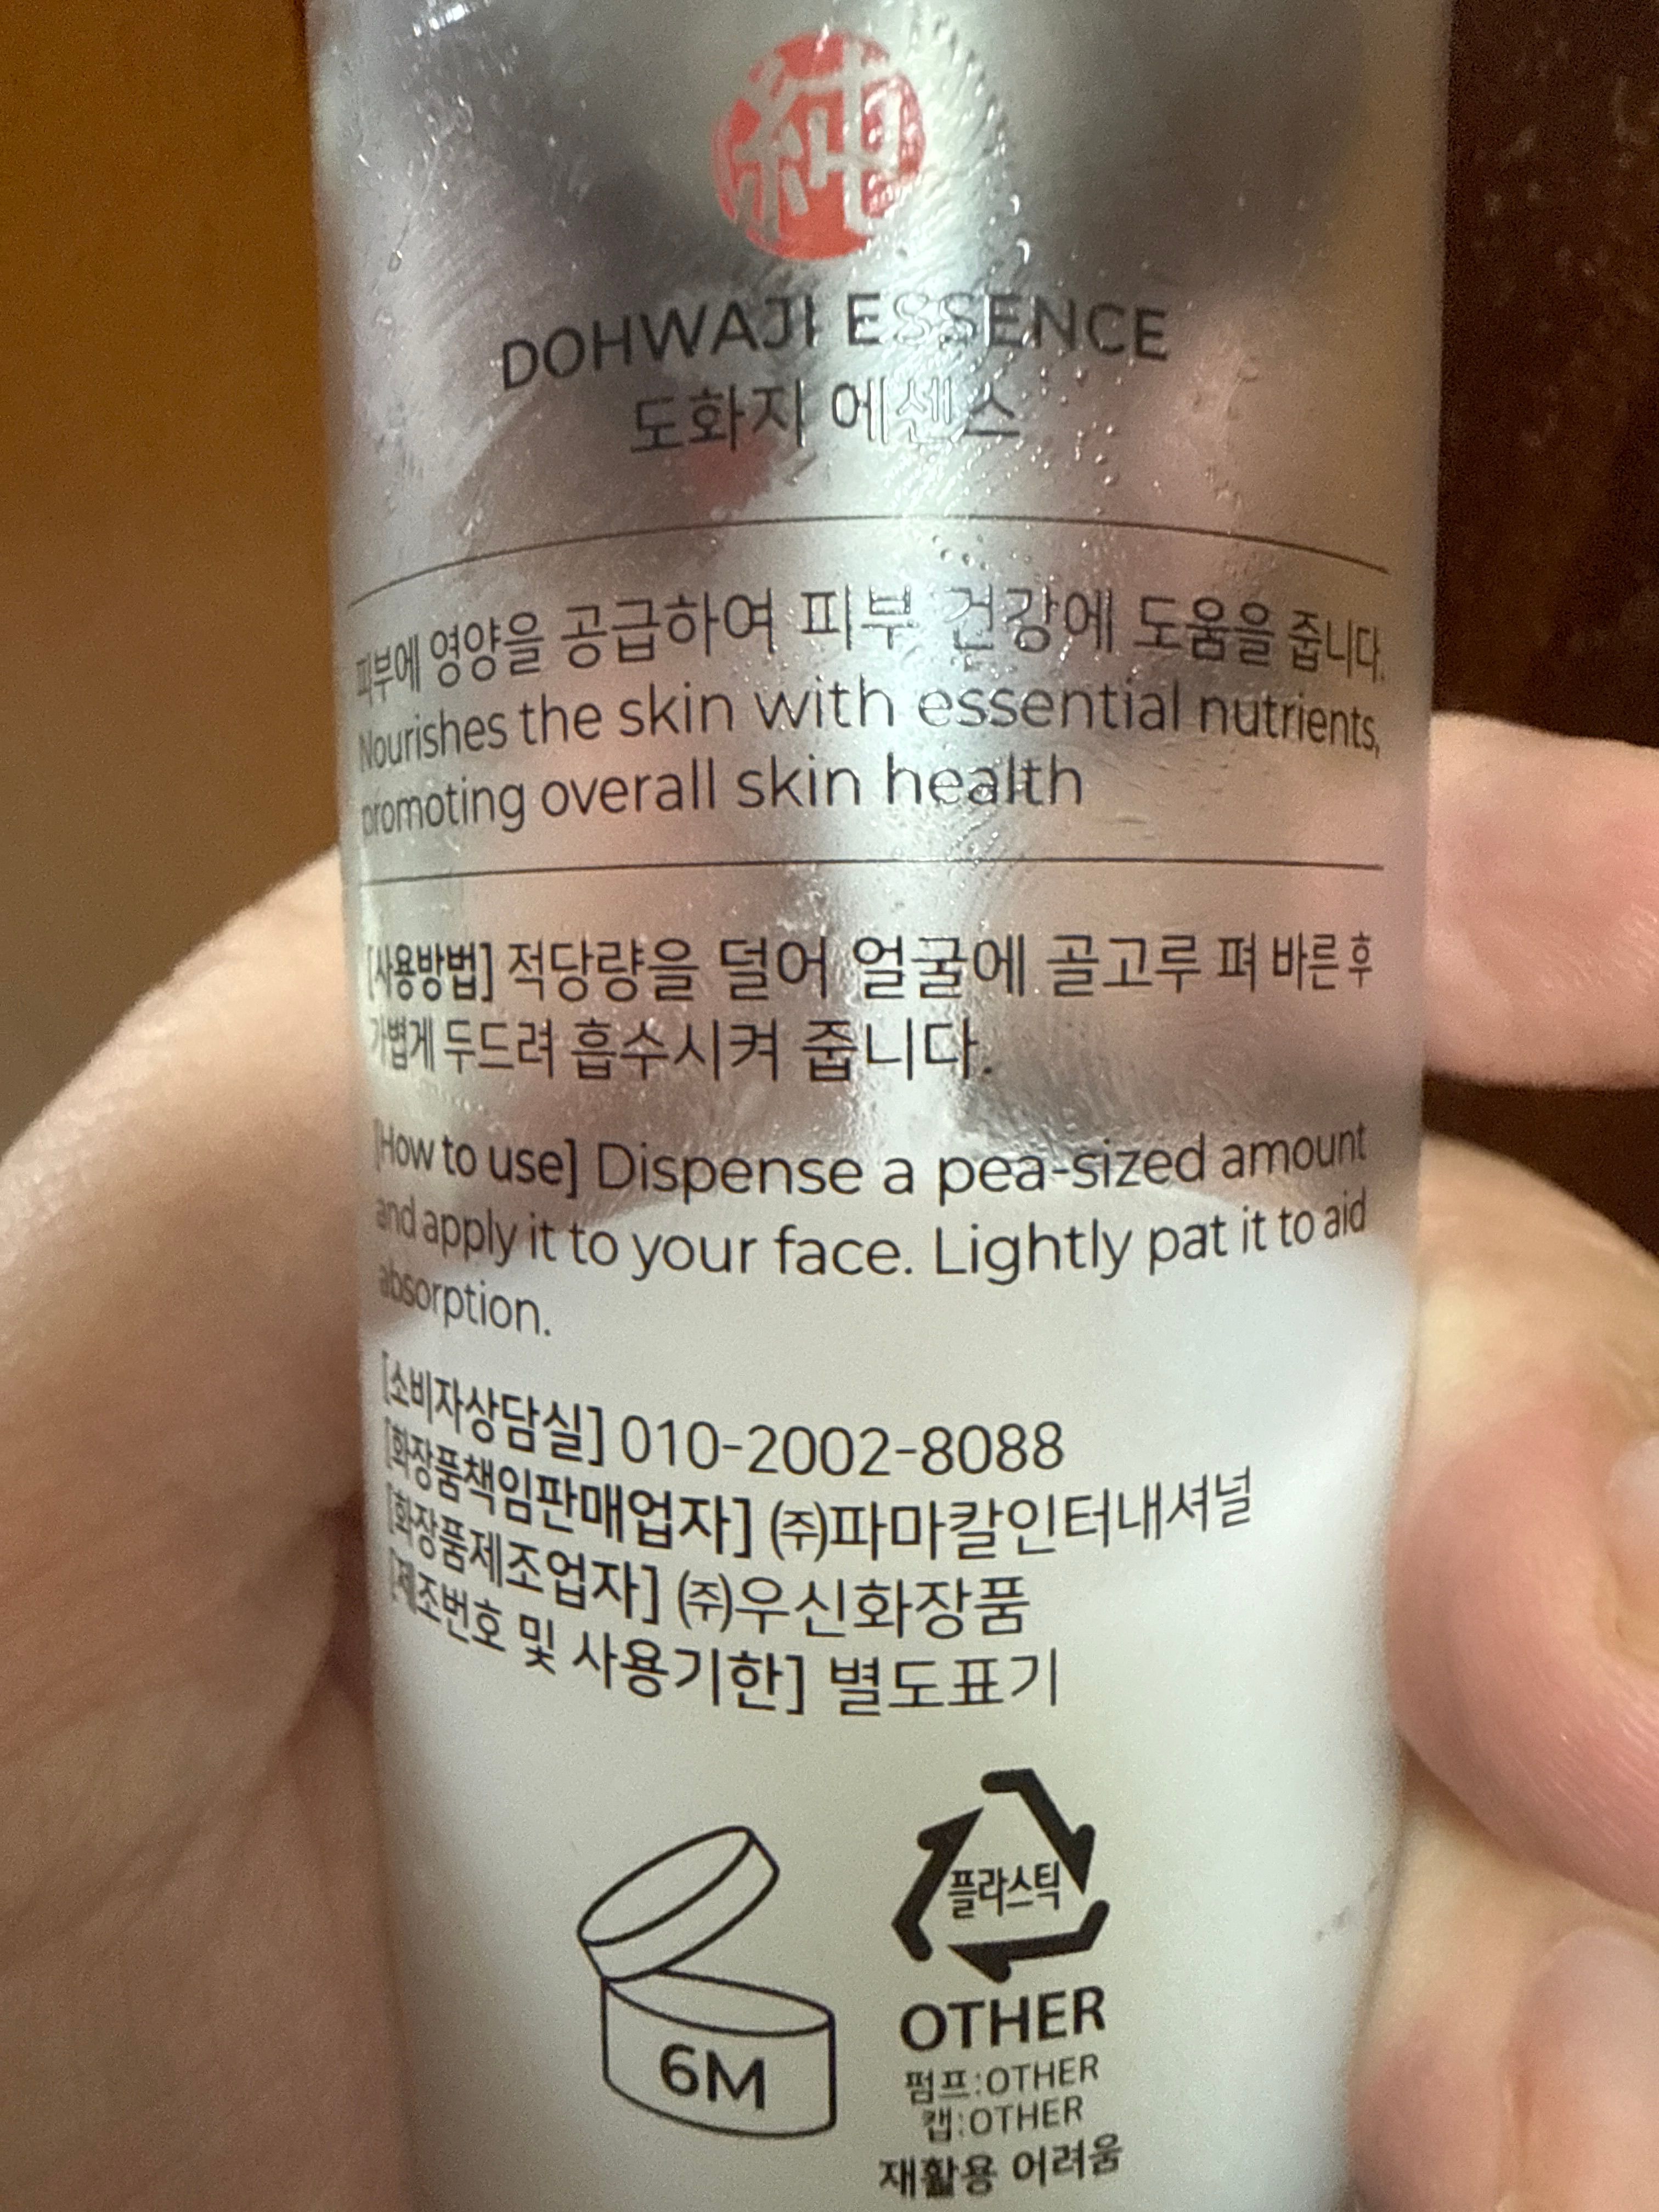 純
DOHWAJI ESSENCE
도화지 에센스
피부에 영양을 공급하여 피부 건강에 도움을 줍니다.
Nourishes the skin with essential nutrients,
promoting overall skin health
[사용방법] 적당량을 덜어 얼굴에 골고루 펴 바른 후
가볍게 두드려 흡수시켜 줍니다.
[How to use] Dispense a pea-sized amount
and apply it to your face. Lightly pat it to aid
absorption.
[소비자상담실] 010-2002-8088
[화장품책임판매업자] ㈜파마칼인터내셔널
[화장품제조업자] ㈜우신화장품
[제조번호 및 사용기한] 별도표기
6M
플라스틱
OTHER
펌프:OTHER
캡:OTHER
재활용 어려움